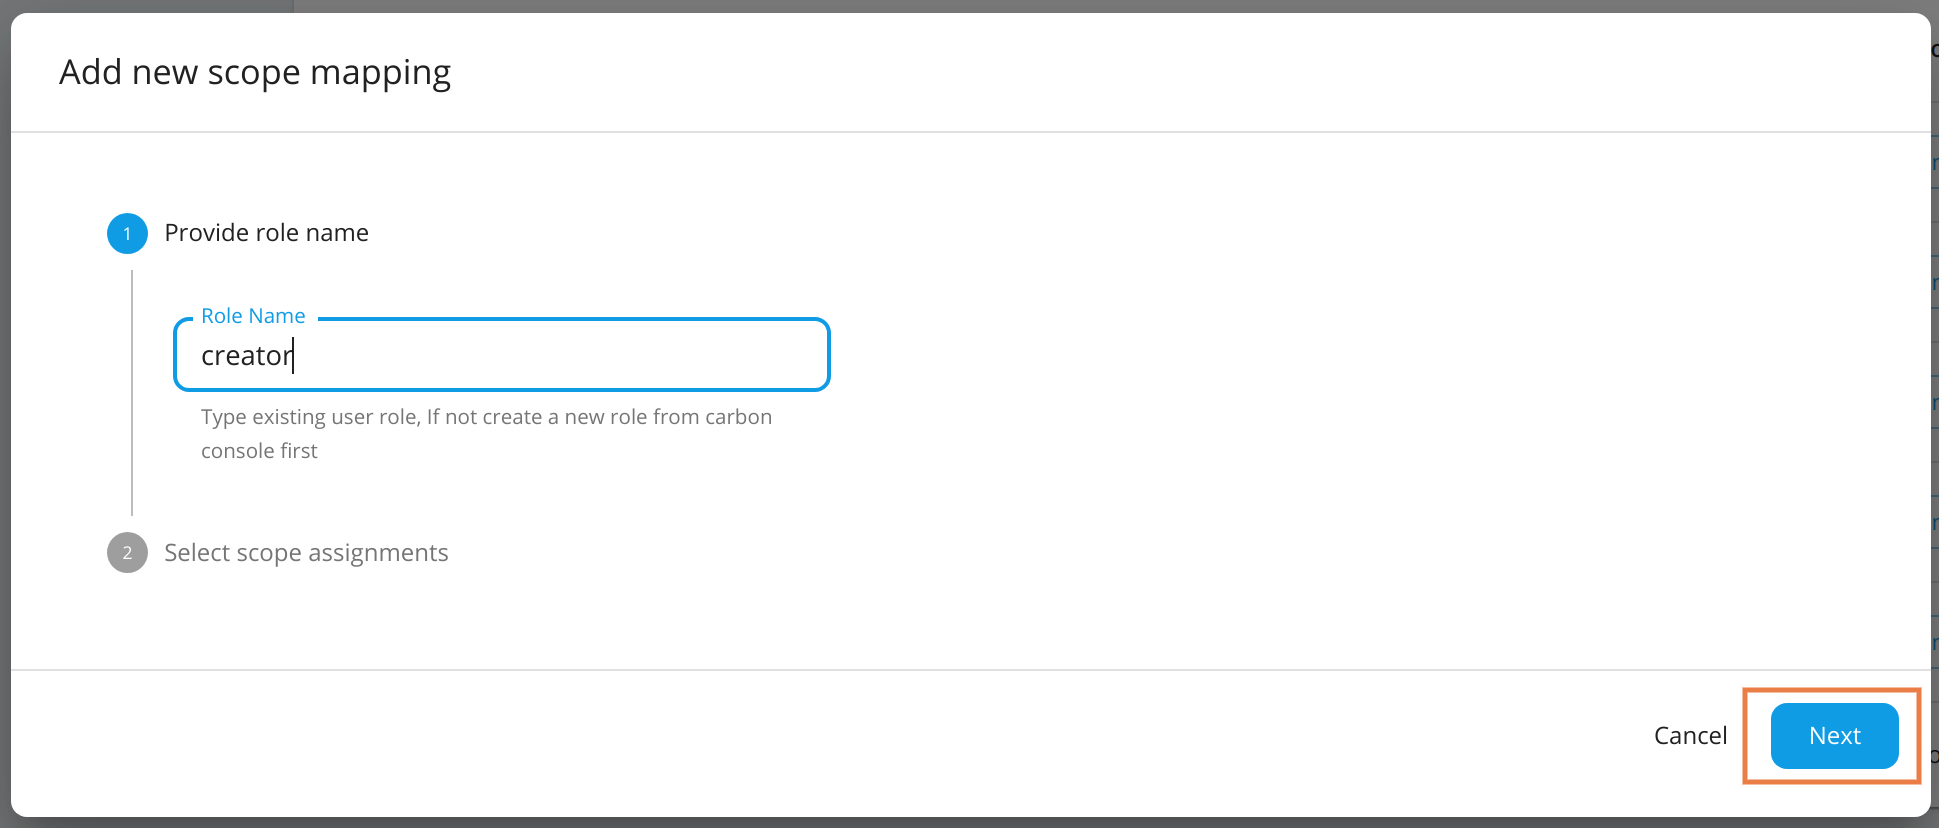 Add new scope mapping
1 Provide role name
Role Name
creator
Type existing user role, If not create a new role from carbon
console first
2 Select scope assignments
Cancel Next